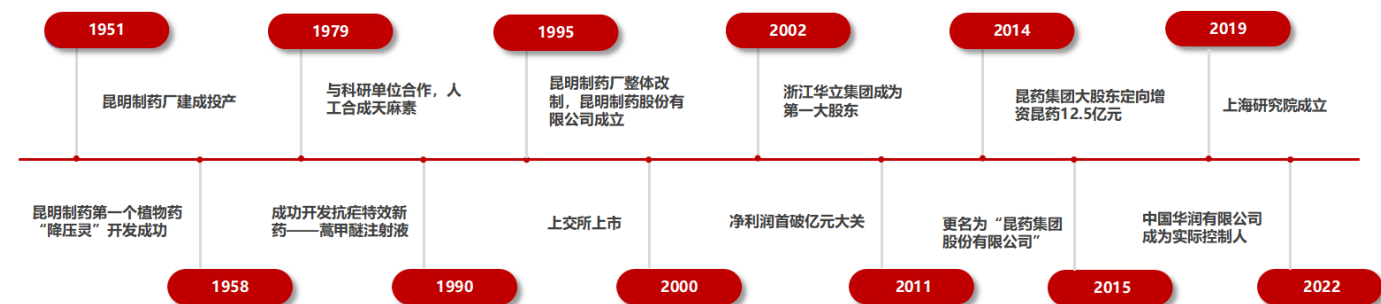 1951
1979
1995
2002
2014
2019
昆明制药厂建成投产
与科研单位合作，人
工合成天麻素
昆明制药厂整体改
制，昆明制药股份有
限公司成立
浙江华立集团成为
第一大股东
昆药集团大股东定向增
资昆药12.5亿元
上海研究院成立
昆明制药第一个植物药
“降压灵”开发成功
成功开发抗疟特效新
药——蒿甲醚注射液
上交所上市
净利润首破亿元大关
更名为“昆药集团
股份有限公司”
中国华润有限公司
成为实际控制人
1958
1990
2000
2011
2015
2022